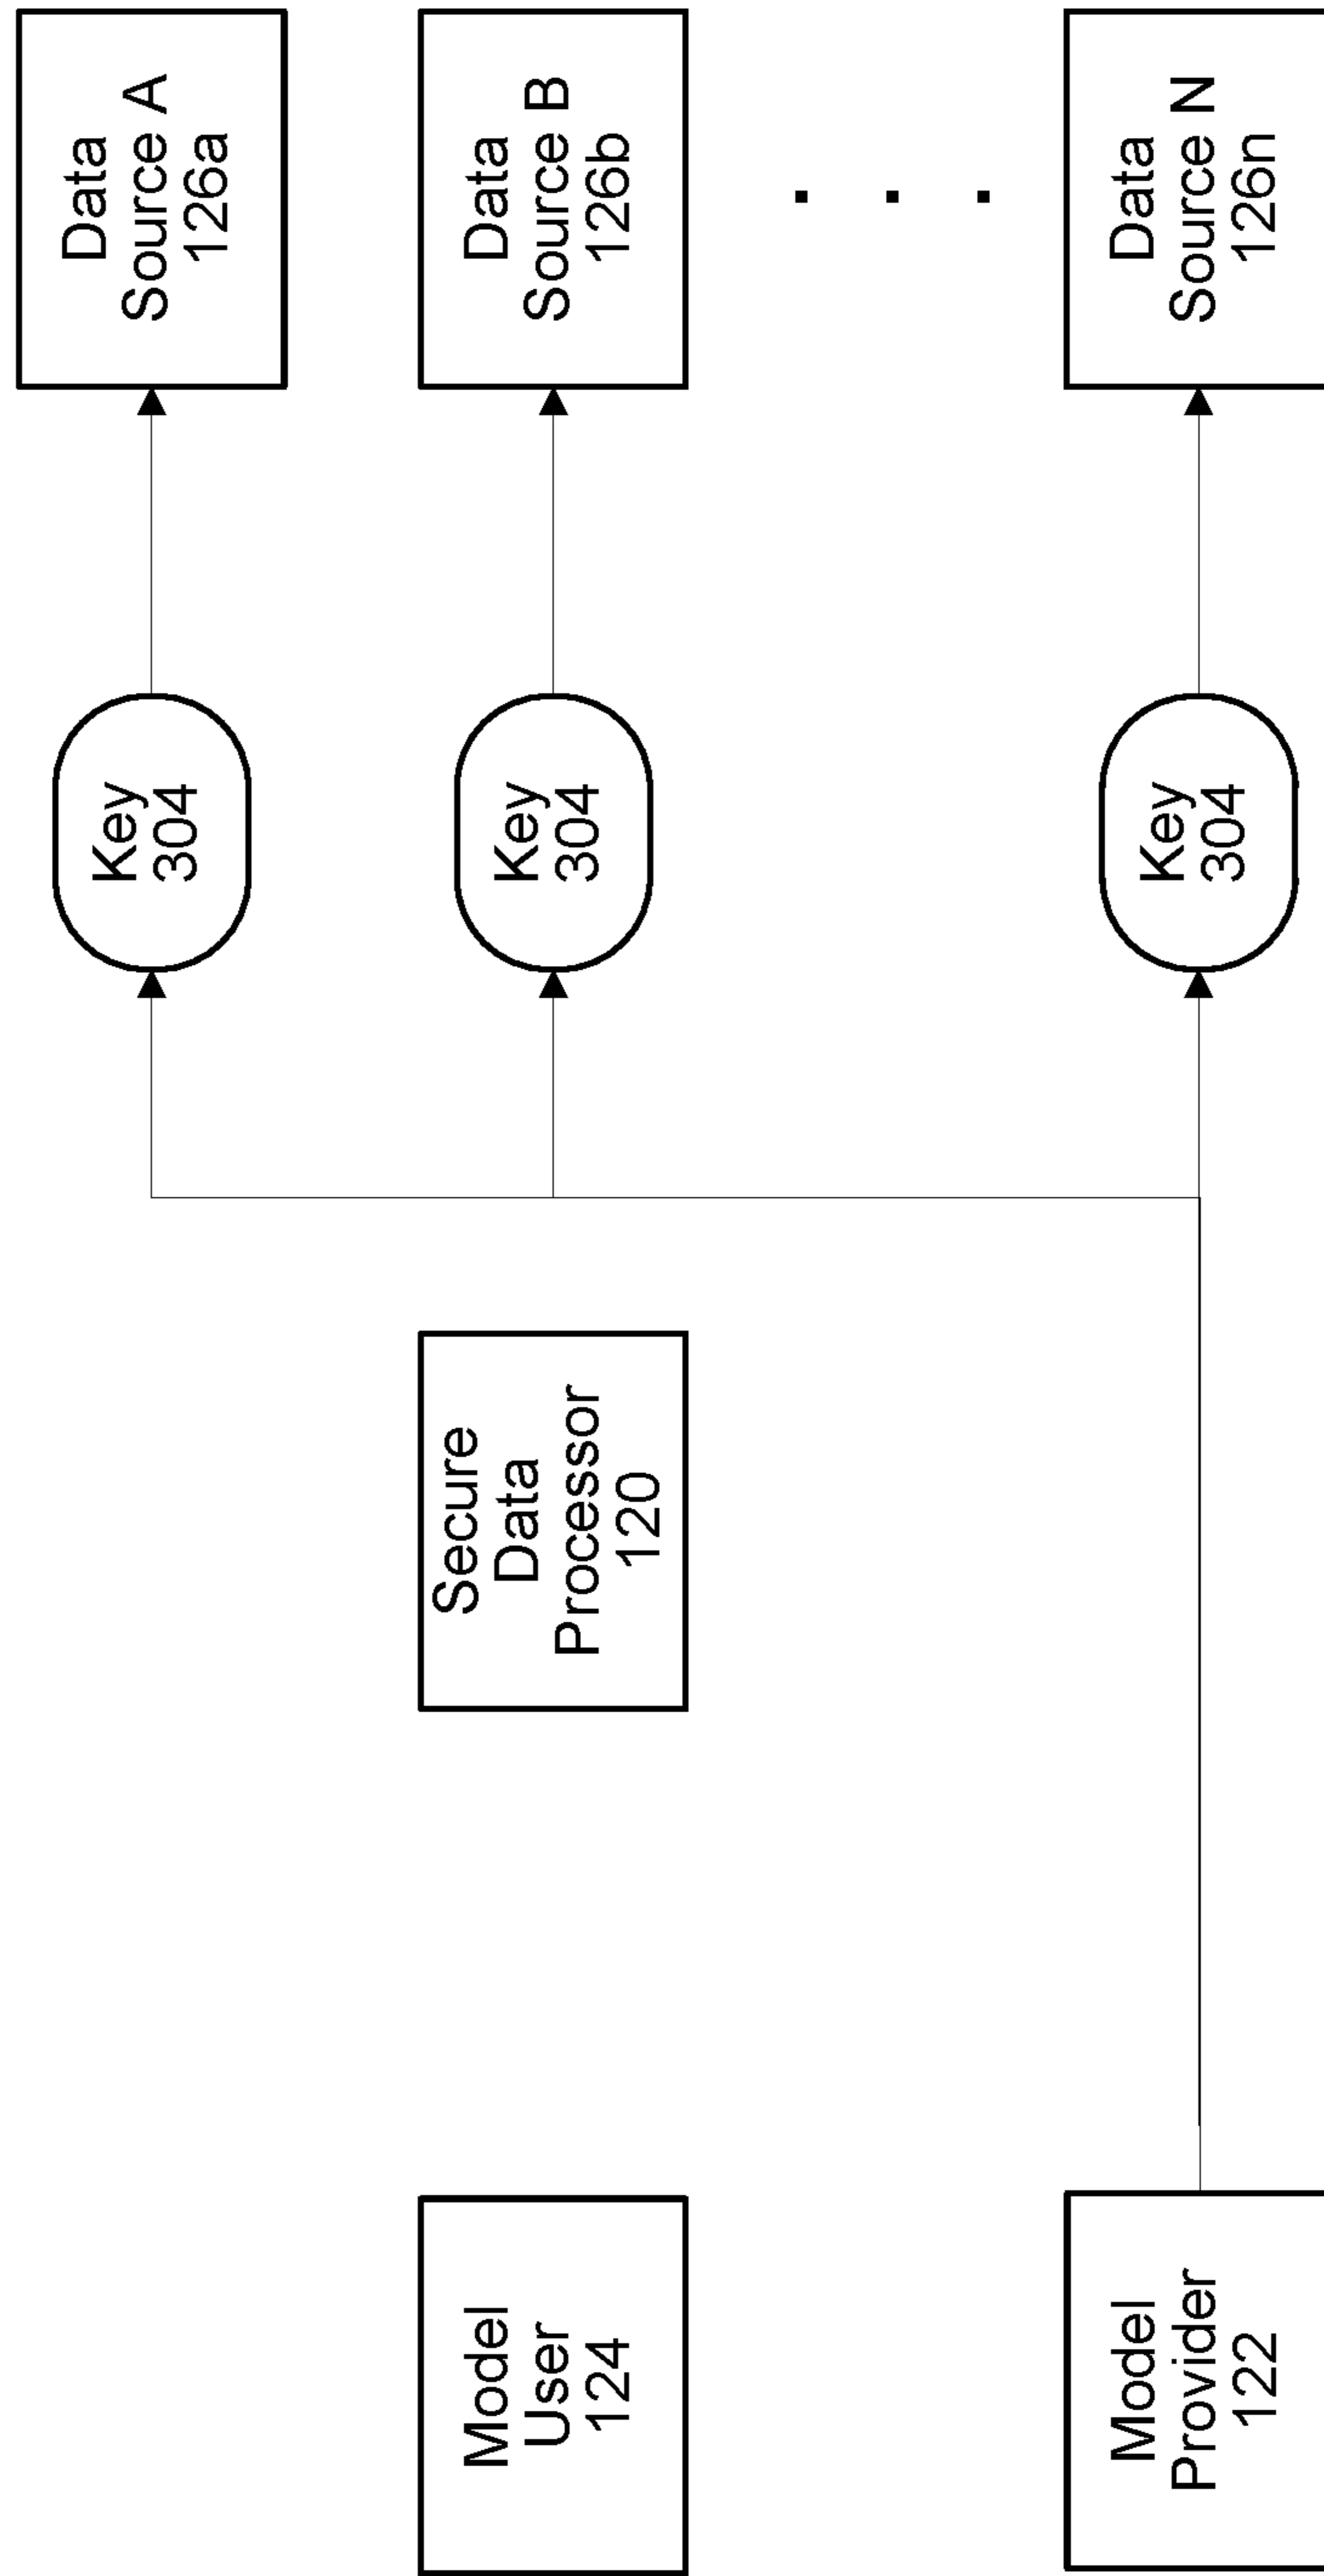 Key
304
Data
Source A
126a
Model
User
124
Secure
Data
Processor
120
Key
304
Data
Source B
126b
. . .
Model
Provider
122
Key
304
Data
Source N
126n